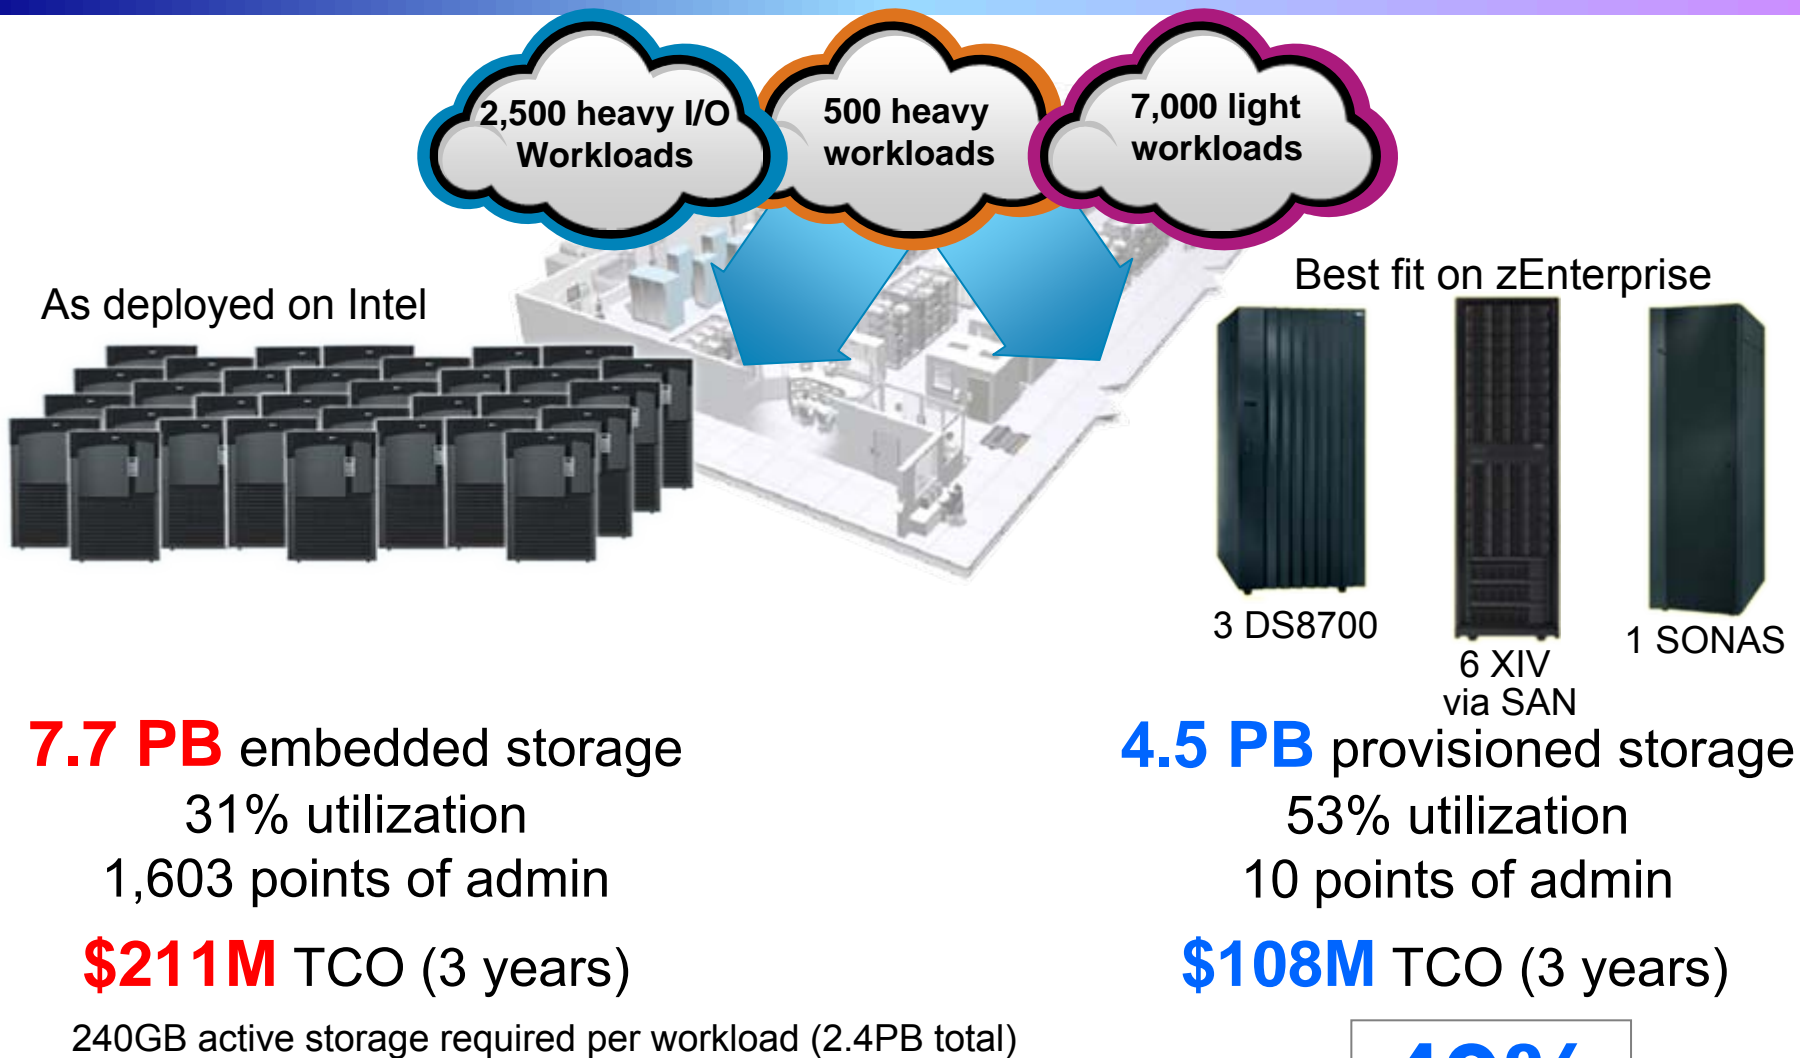 2,500 heavy I/O
Workloads
500 heavy
workloads
7,000 light
workloads
As deployed on Intel
Best fit on zEnterprise
3 DS8700
6 XIV
via SAN
1 SONAS
7.7 PB embedded storage
31% utilization
1,603 points of admin
$211M TCO (3 years)
4.5 PB provisioned storage
53% utilization
10 points of admin
$108M TCO (3 years)
240GB active storage required per workload (2.4PB total)